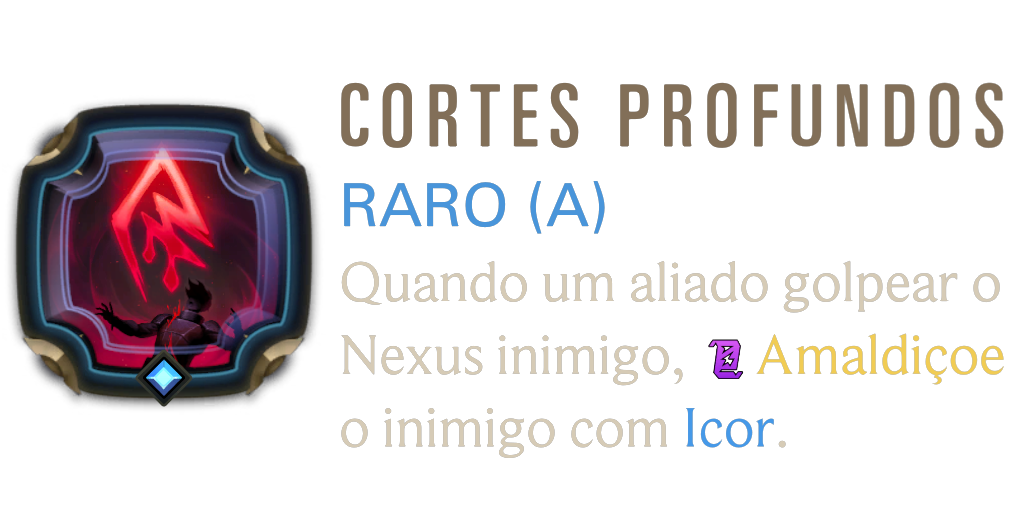 CORTES PROFUNDOS
RARO (A)
Quando um aliado golpear o
Nexus inimigo, Amaldiçoe
o inimigo com Icor.